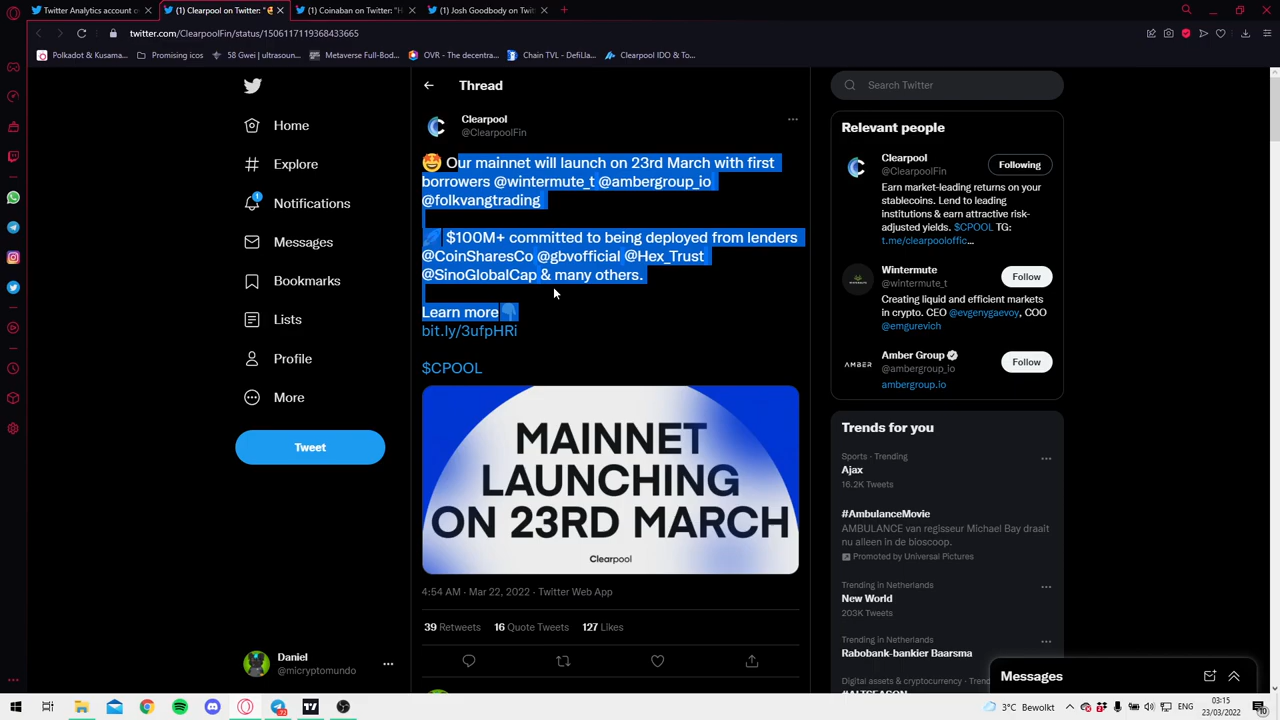 Twitter Analytics account o
(1) Clearpool on Twitter: "
(1) Coinaban on Twitter: "H
(1) Josh Goodbody on Twitter:
twitter.com/ClearpoolFin/status/1506117119368433665
Polkadot & Kusama...
Promising icos
58 Gwei | ultrasoun...
Metaverse Full-Bod...
OVR - The decentra...
Chain TVL - DefiLla...
Clearpool IDO & To...
Home
Explore
1
Notifications
Messages
Bookmarks
Lists
Profile
More
Tweet
Daniel
@micryptomundo
Thread
Clearpool
@ClearpoolFin
🤩 Our mainnet will launch on 23rd March with first
borrowers @wintermute_t @ambergroup_io
@folkvangtrading
$100M+ committed to being deployed from lenders
@CoinSharesCo @gbvofficial @Hex_Trust
@SinoGlobalCap & many others.
Learn more👇
bit.ly/3ufpHRi
$CPOOL
MAINNET
LAUNCHING
ON 23RD MARCH
Clearpool
4:54 AM · Mar 22, 2022 · Twitter Web App
39 Retweets 16 Quote Tweets 127 Likes
Search Twitter
Relevant people
Clearpool
@ClearpoolFin
Following
Earn market-leading returns on your
stablecoins. Lend to leading
institutions & earn attractive risk-
adjusted yields. $CPOOL TG:
t.me/clearpooloffic...
Wintermute
@wintermute_t
Follow
Creating liquid and efficient markets
in crypto. CEO @evgenygaevoy, COO
@emgurevich
AMBER
Amber Group
@ambergroup_io
Follow
ambergroup.io
Trends for you
Sports · Trending
Ajax
16.2K Tweets
#AmbulanceMovie
AMBULANCE van regisseur Michael Bay draait
nu alleen in de bioscoop.
Promoted by Universal Pictures
Trending in Netherlands
New World
203K Tweets
Trending in Netherlands
Rabobank-bankier Baarsma
Digital assets & cryptocurrency · Trend
#ALTSEASON
Messages
3°C Bewolkt
ENG
03:15
23/03/2022
10